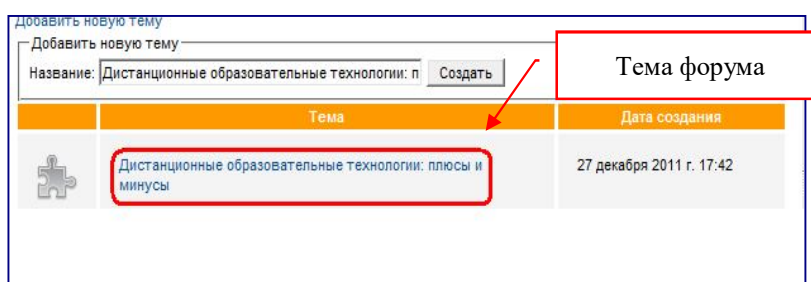 Добавить новую тему
Добавить новую тему
Название: Дистанционные образовательные технологии: п Создать
Тема форума
Тема Дата создания
Дистанционные образовательные технологии: плюсы и 27 декабря 2011 г. 17:42
минусы